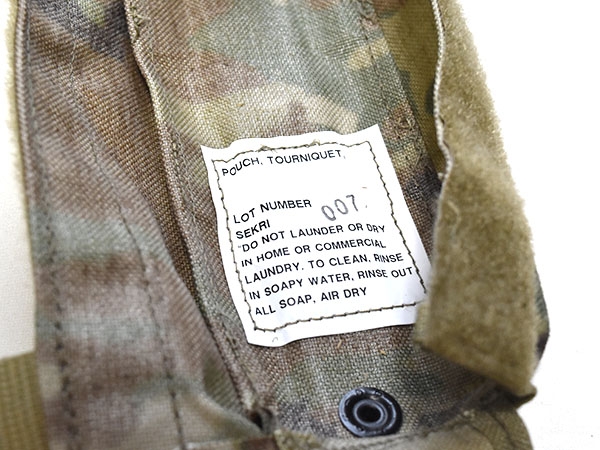 POUCH, TOURNIQUET,
LOT NUMBER 007
SEKRI
DO NOT LAUNDER OR DRY
IN HOME OR COMMERCIAL
LAUNDRY. TO CLEAN, RINSE
IN SOAPY WATER, RINSE OUT
ALL SOAP, AIR DRY